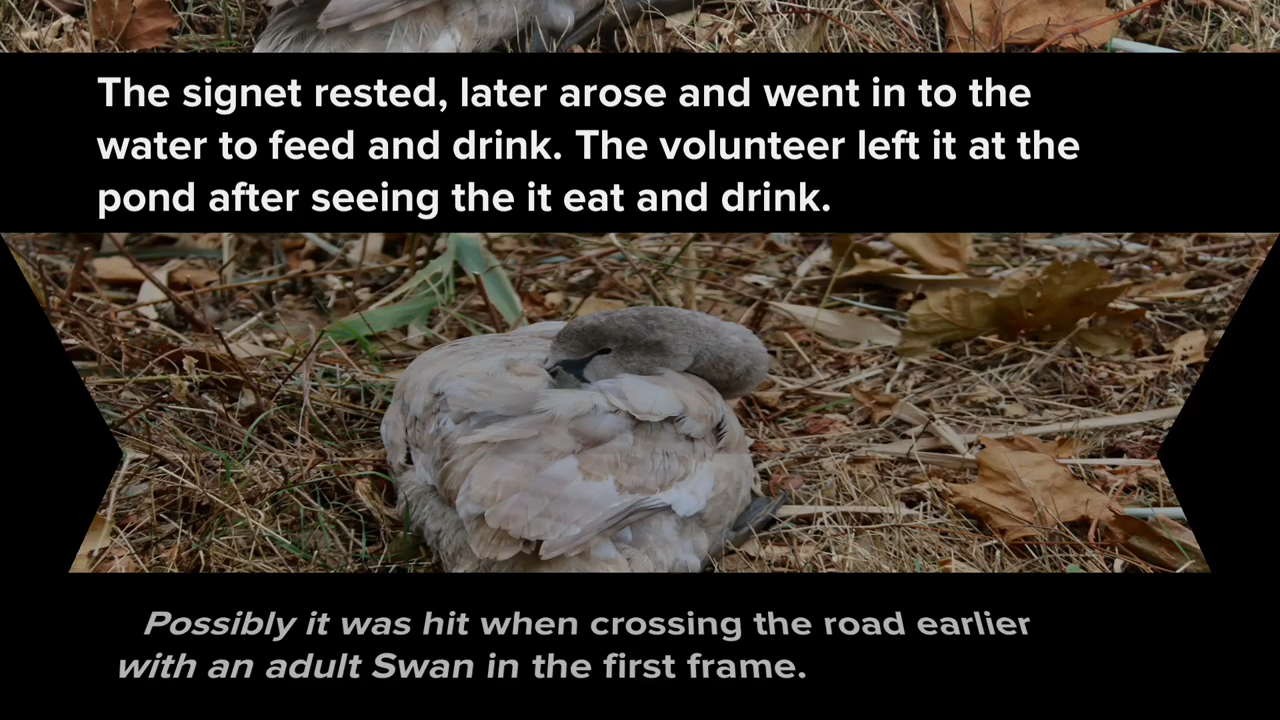 The signet rested, later arose and went in to the
water to feed and drink. The volunteer left it at the
pond after seeing the it eat and drink.
Possibly it was hit when crossing the road earlier
with an adult Swan in the first frame.